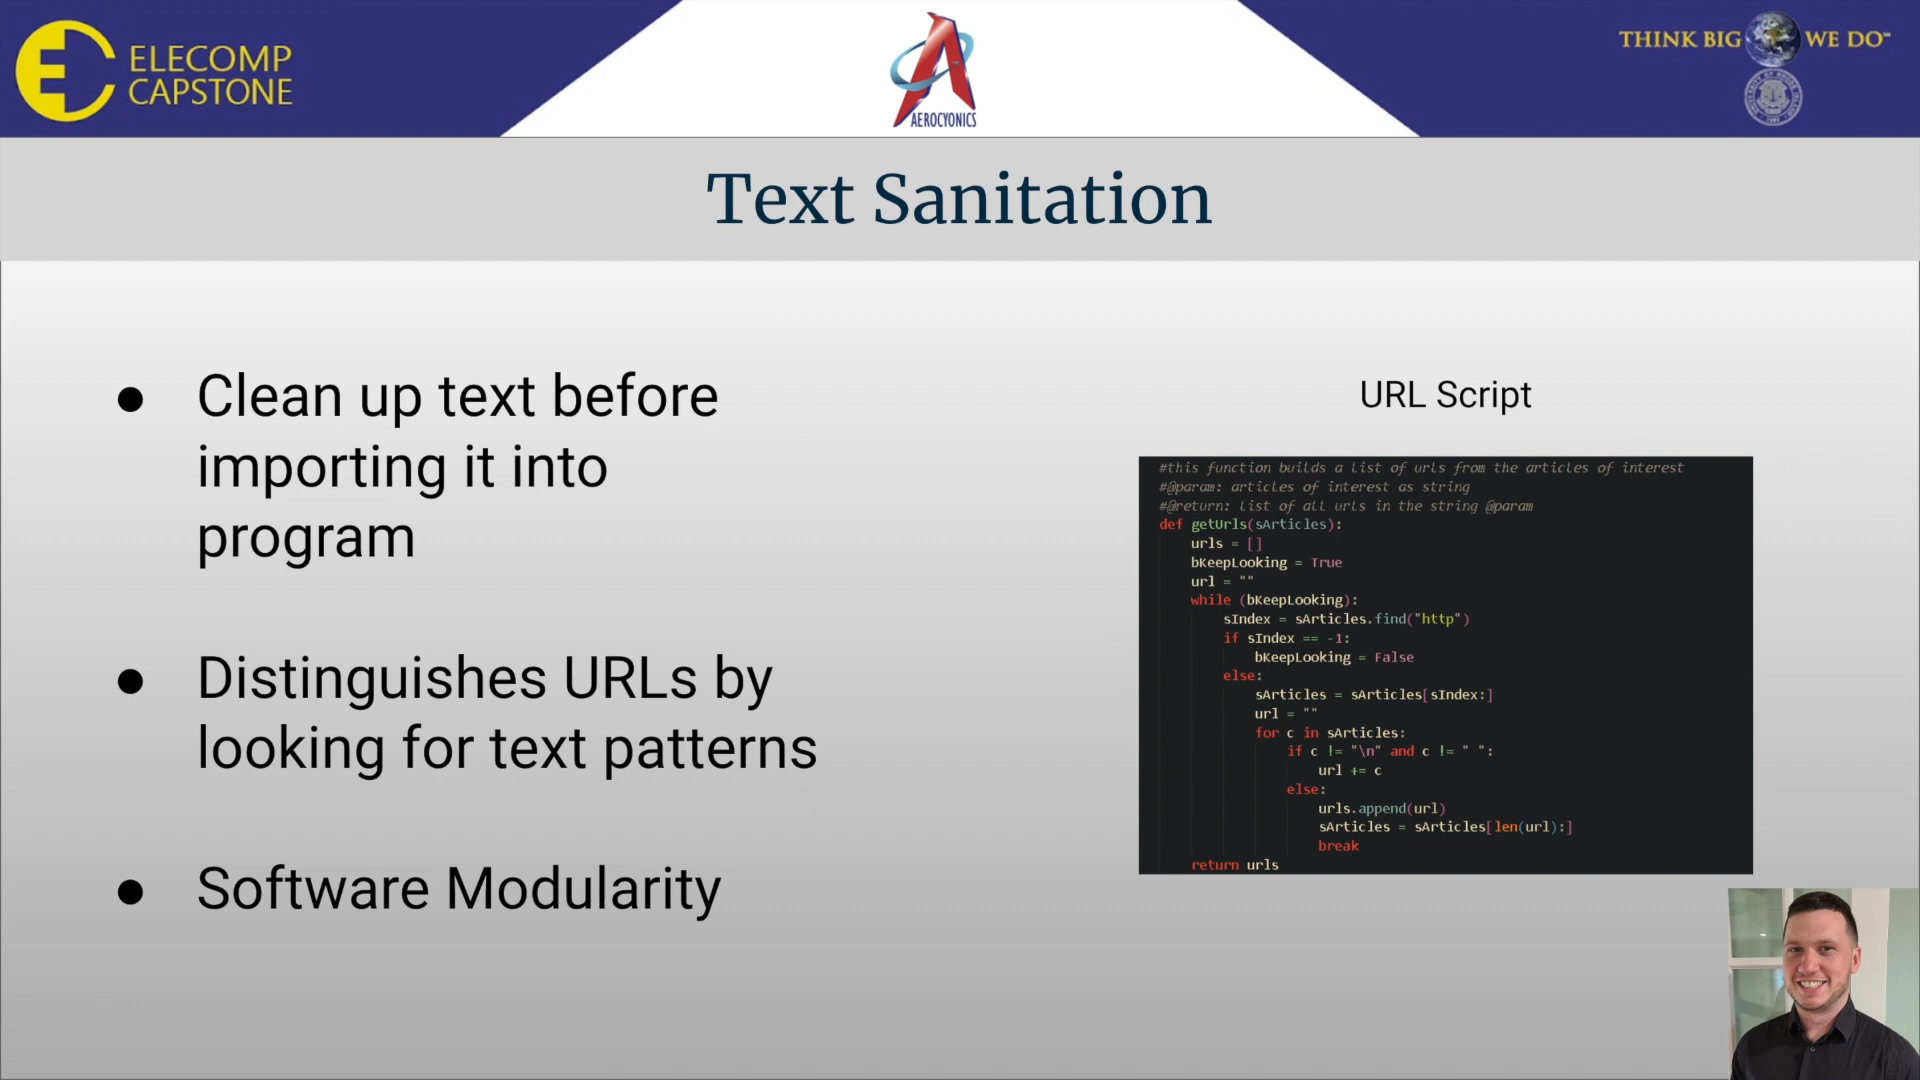 ELECOMP
CAPSTONE
AEROCYONICS
THINK BIG WE DO™
Text Sanitation
● Clean up text before
importing it into
program
● Distinguishes URLs by
looking for text patterns
● Software Modularity
URL Script
#this function builds a list of urls from the articles of interest
#@param: articles of interest as string
#@return: list of all urls in the string @param
def getUrls(sArticles):
    urls = []
    bKeepLooking = True
    url = ""
    while (bKeepLooking):
        sIndex = sArticles.find("http")
        if sIndex == -1:
            bKeepLooking = False
        else:
            sArticles = sArticles[sIndex:]
            url = ""
            for c in sArticles:
                if c != "\n" and c != " ":
                    url += c
                else:
                    urls.append(url)
                    sArticles = sArticles[len(url):]
                    break
    return urls